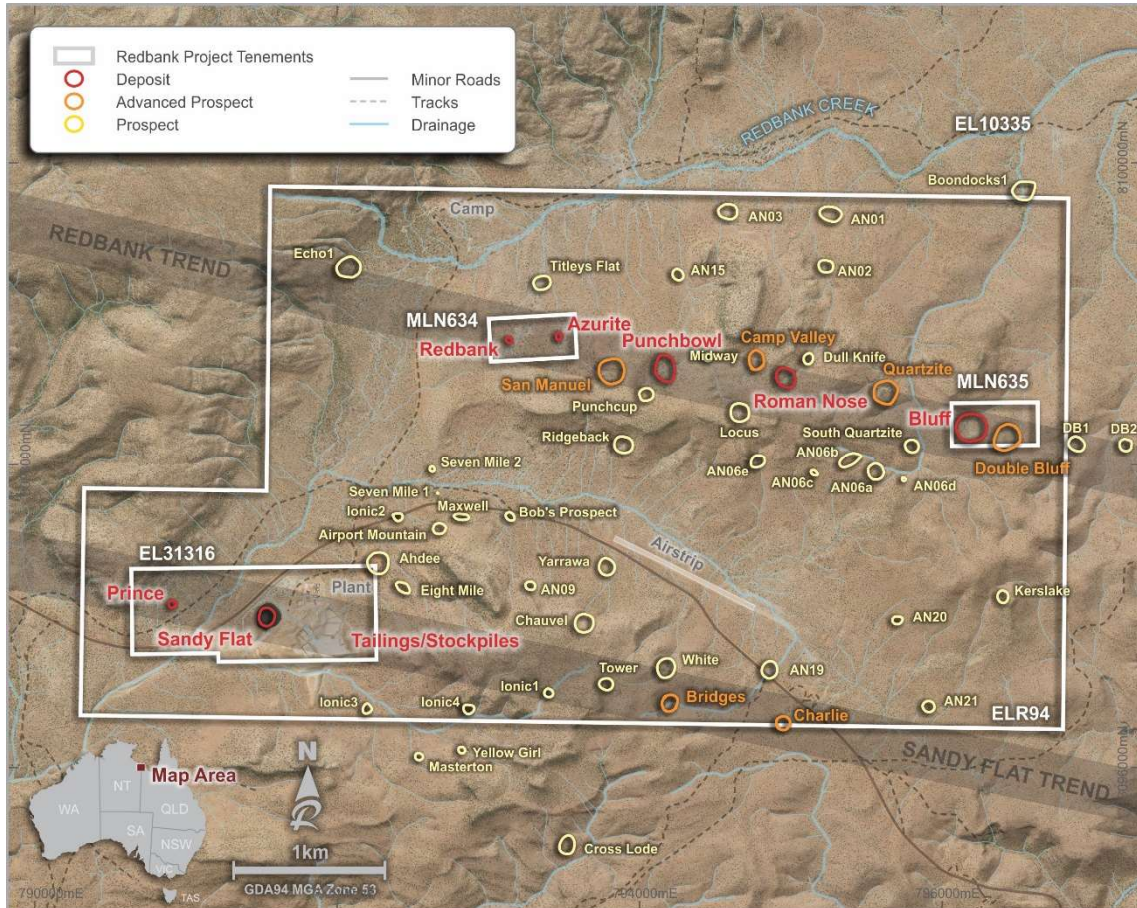 Redbank Project Tenements
Deposit
Advanced Prospect
Prospect
Minor Roads
Tracks
Drainage
REDBANK CREEK
EL10335
8100000mN
Boondocks1
Camp
AN03
AN01
REDBANK TREND
Echo1
Titleys Flat
AN15
AN02
MLN634
Redbank
Azurite
Punchbowl
Camp Valley
Midway
Dull Knife
San Manuel
Quartzite
MLN635
Roman Nose
Punchcup
Locus
Bluff
DB1
DB2
Ridgeback
South Quartzite
Double Bluff
AN06b
AN06e
AN06c
AN06a
AN06d
Seven Mile 2
Seven Mile 1
Ionic2
Maxwell
Bob's Prospect
Airport Mountain
Airstrip
EL31316
Ahdee
Yarrawa
Plant
Prince
Eight Mile
AN09
Kerslake
Sandy Flat
Tailings/Stockpiles
Chauvel
AN20
Tower
White
AN19
Ionic1
Ionic3
Ionic4
Bridges
Charlie
AN21
ELR94
SANDY FLAT TREND
Yellow Girl
Masterton
Map Area
N
WA
NT
QLD
SA
NSW
VIC
TAS
1km
GDA94 MGA Zone 53
Cross Lode
790000mE
794000mE
796000mE